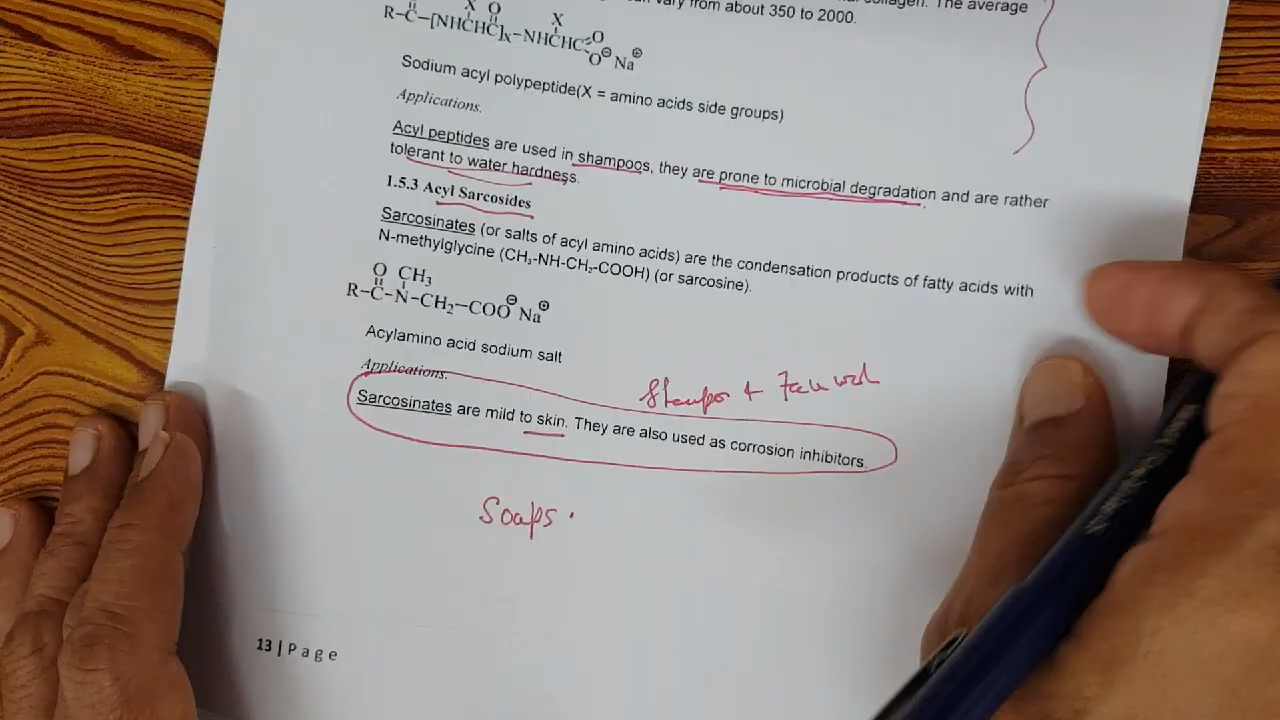 collagen. The average
vary from about 350 to 2000.
X O X
R–C–[NHCHC]x–NHCHC O O⊖ Na⊕
Sodium acyl polypeptide(X = amino acids side groups)
Applications.
Acyl peptides are used in shampoos, they are prone to microbial degradation and are rather
tolerant to water hardness.
1.5.3 Acyl Sarcosides
Sarcosinates (or salts of acyl amino acids) are the condensation products of fatty acids with
N-methylglycine (CH₃-NH-CH₂-COOH) (or sarcosine).
O CH₃
R–C–N–CH₂–COO⊖ Na⊕
Acylamino acid sodium salt
Applications.
Sarcosinates are mild to skin. They are also used as corrosion inhibitors.
Soaps .
13 | P a g e